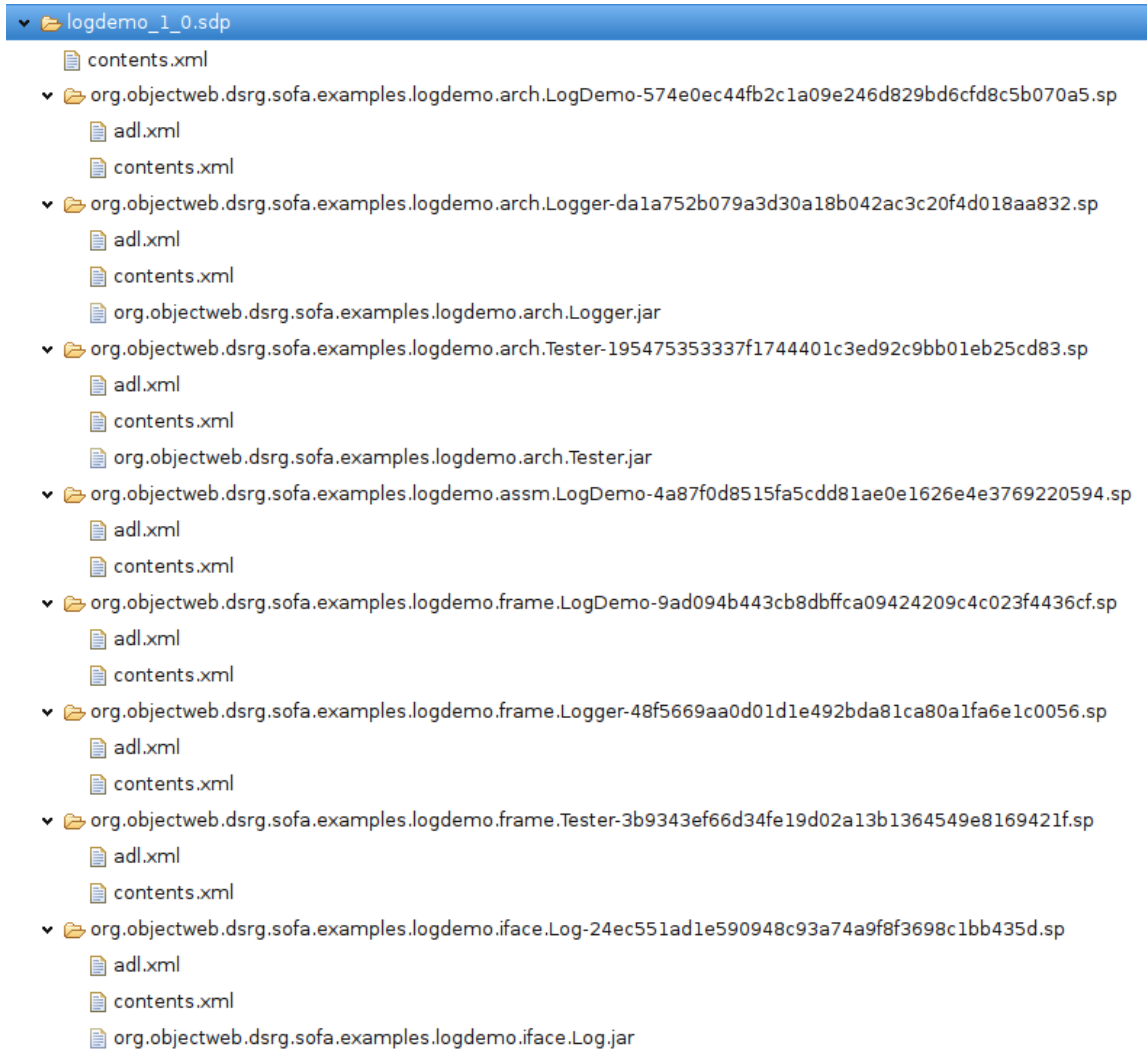 logdemo_1_0.sdp
contents.xml
org.objectweb.dsrg.sofa.examples.logdemo.arch.LogDemo-574e0ec44fb2c1a09e246d829bd6cfd8c5b070a5.sp
adl.xml
contents.xml
org.objectweb.dsrg.sofa.examples.logdemo.arch.Logger-da1a752b079a3d30a18b042ac3c20f4d018aa832.sp
adl.xml
contents.xml
org.objectweb.dsrg.sofa.examples.logdemo.arch.Logger.jar
org.objectweb.dsrg.sofa.examples.logdemo.arch.Tester-195475353337f1744401c3ed92c9bb01eb25cd83.sp
adl.xml
contents.xml
org.objectweb.dsrg.sofa.examples.logdemo.arch.Tester.jar
org.objectweb.dsrg.sofa.examples.logdemo.assm.LogDemo-4a87f0d8515fa5cdd81ae0e1626e4e3769220594.sp
adl.xml
contents.xml
org.objectweb.dsrg.sofa.examples.logdemo.frame.LogDemo-9ad094b443cb8dbffca09424209c4c023f4436cf.sp
adl.xml
contents.xml
org.objectweb.dsrg.sofa.examples.logdemo.frame.Logger-48f5669aa0d01d1e492bda81ca80a1fa6e1c0056.sp
adl.xml
contents.xml
org.objectweb.dsrg.sofa.examples.logdemo.frame.Tester-3b9343ef66d34fe19d02a13b1364549e8169421f.sp
adl.xml
contents.xml
org.objectweb.dsrg.sofa.examples.logdemo.iface.Log-24ec551ad1e590948c93a74a9f8f3698c1bb435d.sp
adl.xml
contents.xml
org.objectweb.dsrg.sofa.examples.logdemo.iface.Log.jar